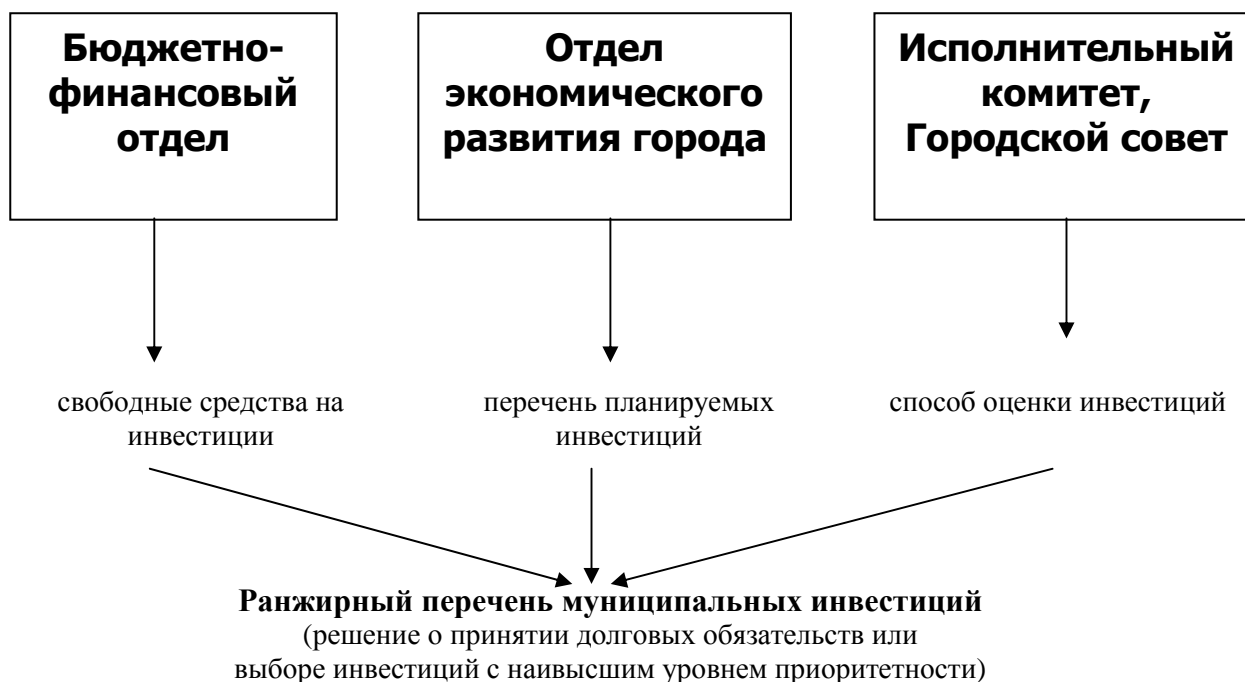 Бюджетно-
финансовый
отдел
Отдел
экономического
развития города
Исполнительный
комитет,
Городской совет
свободные средства на
инвестиции
перечень планируемых
инвестиций
способ оценки инвестиций
Ранжирный перечень муниципальных инвестиций
(решение о принятии долговых обязательств или
выборе инвестиций с наивысшим уровнем приоритетности)